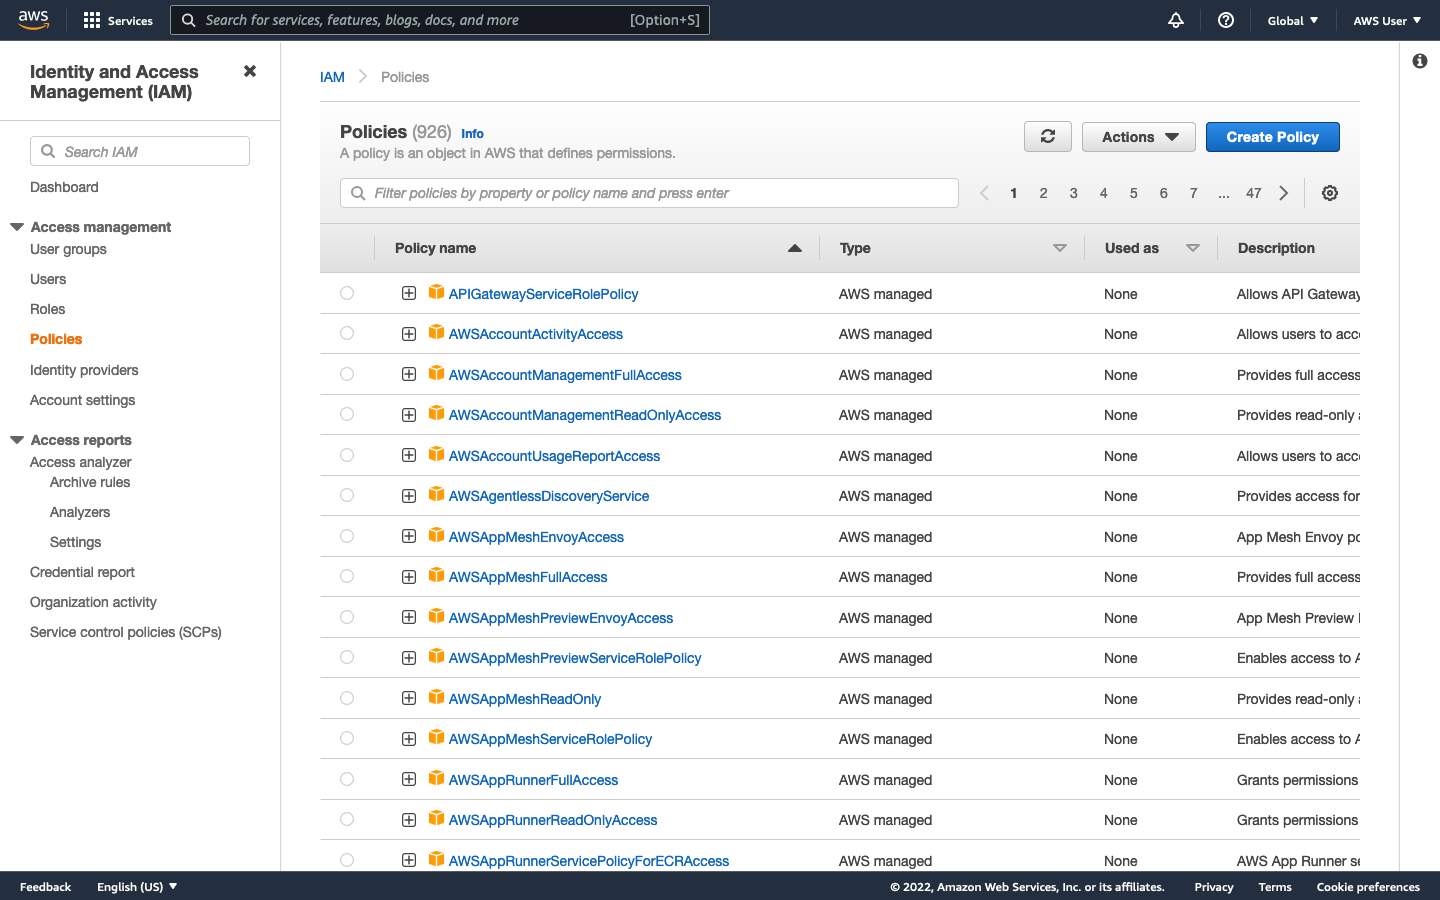 aws
Services
Search for services, features, blogs, docs, and more [Option+S]
Global
AWS User
Identity and Access Management (IAM)
Search IAM
Dashboard
Access management
User groups
Users
Roles
Policies
Identity providers
Account settings
Access reports
Access analyzer
Archive rules
Analyzers
Settings
Credential report
Organization activity
Service control policies (SCPs)
IAM Policies
Policies (926) Info
A policy is an object in AWS that defines permissions.
Actions
Create Policy
Filter policies by property or policy name and press enter
1 2 3 4 5 6 7 ... 47
Policy name Type Used as Description
APIGatewayServiceRolePolicy AWS managed None Allows API Gateway
AWSAccountActivityAccess AWS managed None Allows users to acc
AWSAccountManagementFullAccess AWS managed None Provides full access
AWSAccountManagementReadOnlyAccess AWS managed None Provides read-only
AWSAccountUsageReportAccess AWS managed None Allows users to acc
AWSAgentlessDiscoveryService AWS managed None Provides access for
AWSAppMeshEnvoyAccess AWS managed None App Mesh Envoy po
AWSAppMeshFullAccess AWS managed None Provides full access
AWSAppMeshPreviewEnvoyAccess AWS managed None App Mesh Preview
AWSAppMeshPreviewServiceRolePolicy AWS managed None Enables access to A
AWSAppMeshReadOnly AWS managed None Provides read-only
AWSAppMeshServiceRolePolicy AWS managed None Enables access to A
AWSAppRunnerFullAccess AWS managed None Grants permissions
AWSAppRunnerReadOnlyAccess AWS managed None Grants permissions
AWSAppRunnerServicePolicyForECRAccess AWS managed None AWS App Runner se
Feedback English (US) © 2022, Amazon Web Services, Inc. or its affiliates. Privacy Terms Cookie preferences